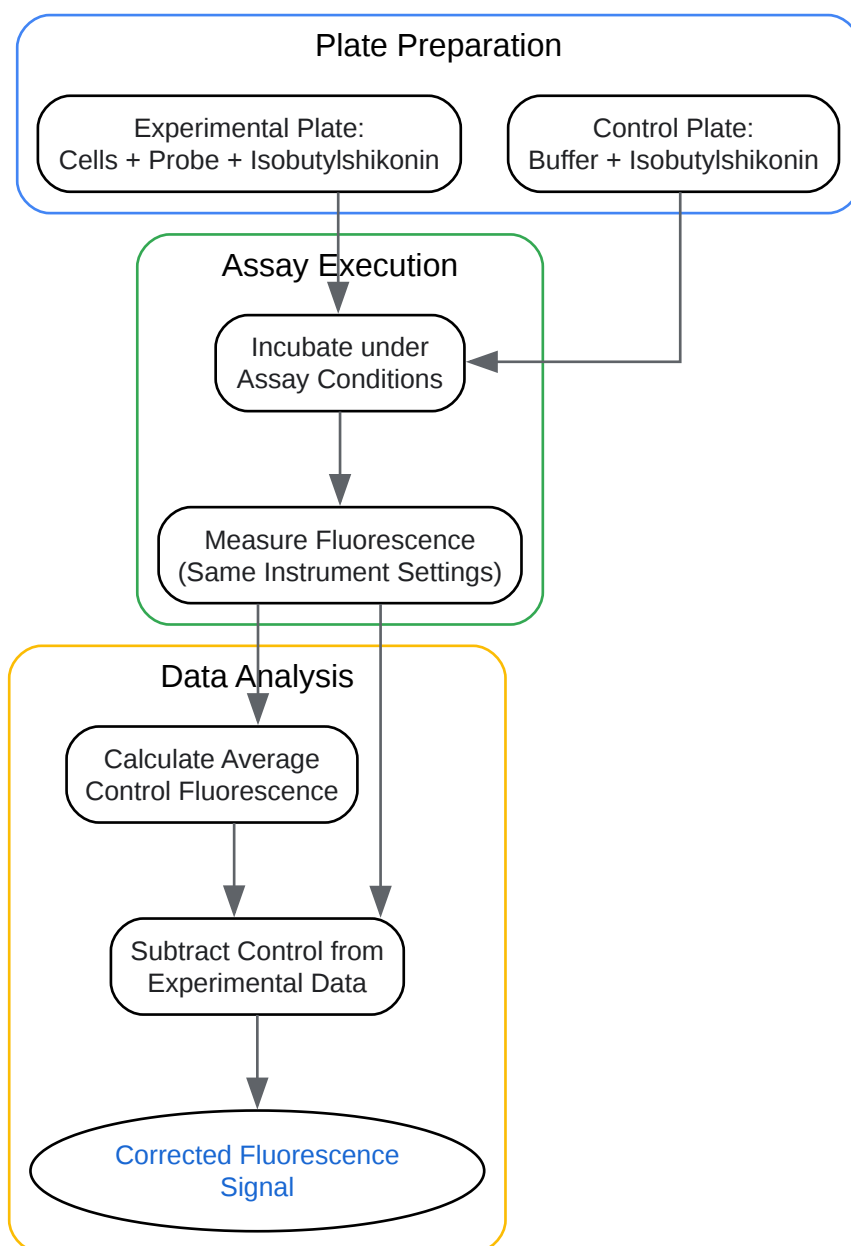 Plate Preparation
Experimental Plate:
Cells + Probe + Isobutylshikonin
Control Plate:
Buffer + Isobutylshikonin
Assay Execution
Incubate under
Assay Conditions
Measure Fluorescence
(Same Instrument Settings)
Data Analysis
Calculate Average
Control Fluorescence
Subtract Control from
Experimental Data
Corrected Fluorescence
Signal